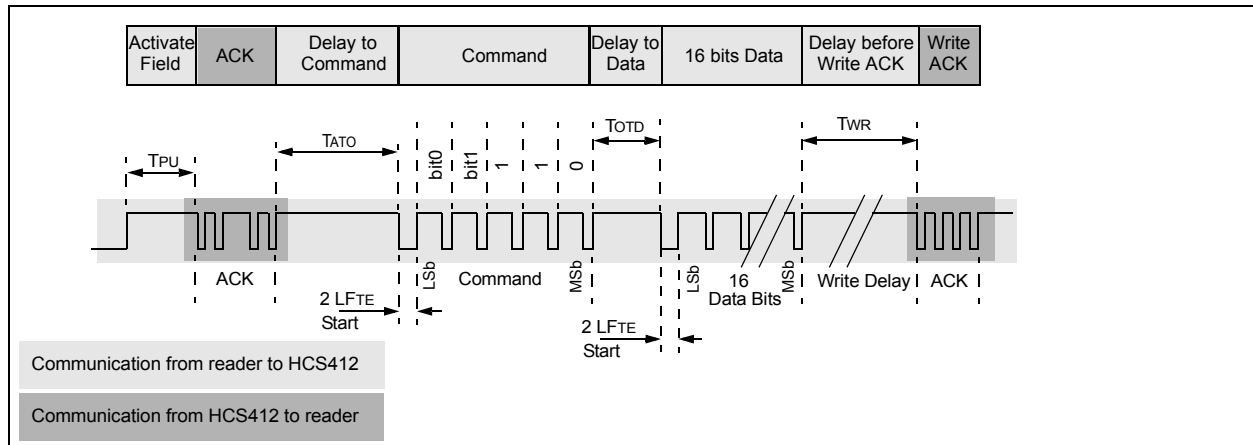 Activate Field
ACK
Delay to Command
Command
Delay to Data
16 bits Data
Delay before Write ACK
Write ACK
TPU
TATO
bit0
bit1
1
1
0
TOTD
TWR
ACK
LSb
Command
MSb
LSb
16
Data Bits
MSb
Write Delay
ACK
2 LFTE
Start
2 LFTE
Start
Communication from reader to HCS412
Communication from HCS412 to reader